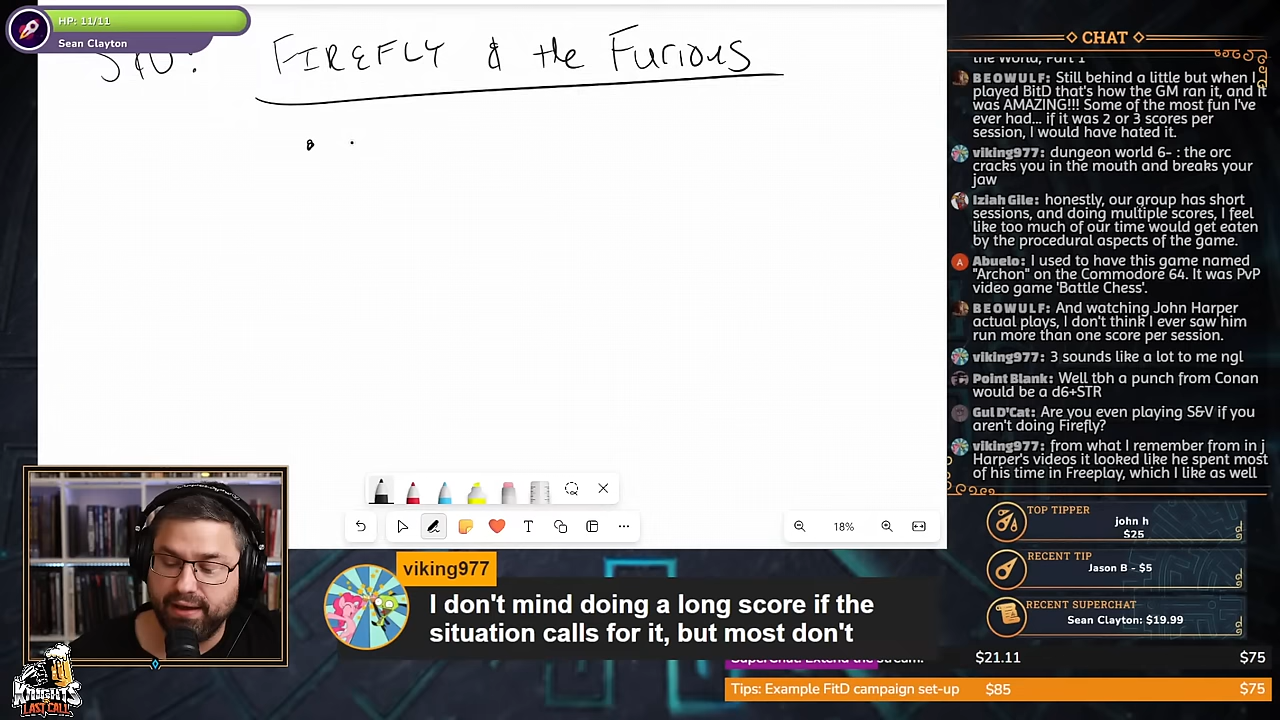 HP: 11/11
Sean Clayton
S&V: FIREFLY & the Furious
CHAT
the World, Part 1
BEOWULF: Still behind a little but when I
played BitD that's how the GM ran it, and it
was AMAZING!!! Some of the most fun I've
ever had... if it was 2 or 3 scores per
session, I would have hated it.
viking977: dungeon world 6- : the orc
cracks you in the mouth and breaks your
jaw
Iziah Gile: honestly, our group has short
sessions, and doing multiple scores, I feel
like too much of our time would get eaten
by the procedural aspects of the game.
A Abuelo: I used to have this game named
"Archon" on the Commodore 64. It was PvP
video game 'Battle Chess'.
BEOWULF: And watching John Harper
actual plays, I don't think I ever saw him
run more than one score per session.
viking977: 3 sounds like a lot to me ngl
Point Blank: Well tbh a punch from Conan
would be a d6+STR
Gul D'Cat: Are you even playing S&V if you
aren't doing Firefly?
viking977: from what I remember from in j
Harper's videos it looked like he spent most
of his time in Freeplay, which I like as well
T
18%
TOP TIPPER
john h
$25
RECENT TIP
Jason B - $5
RECENT SUPERCHAT
Sean Clayton: $19.99
viking977
I don't mind doing a long score if the
situation calls for it, but most don't
SuperChat: Extend the stream! $21.11 $75
Tips: Example FitD campaign set-up $85 $75
KNIGHTS
LAST CALL